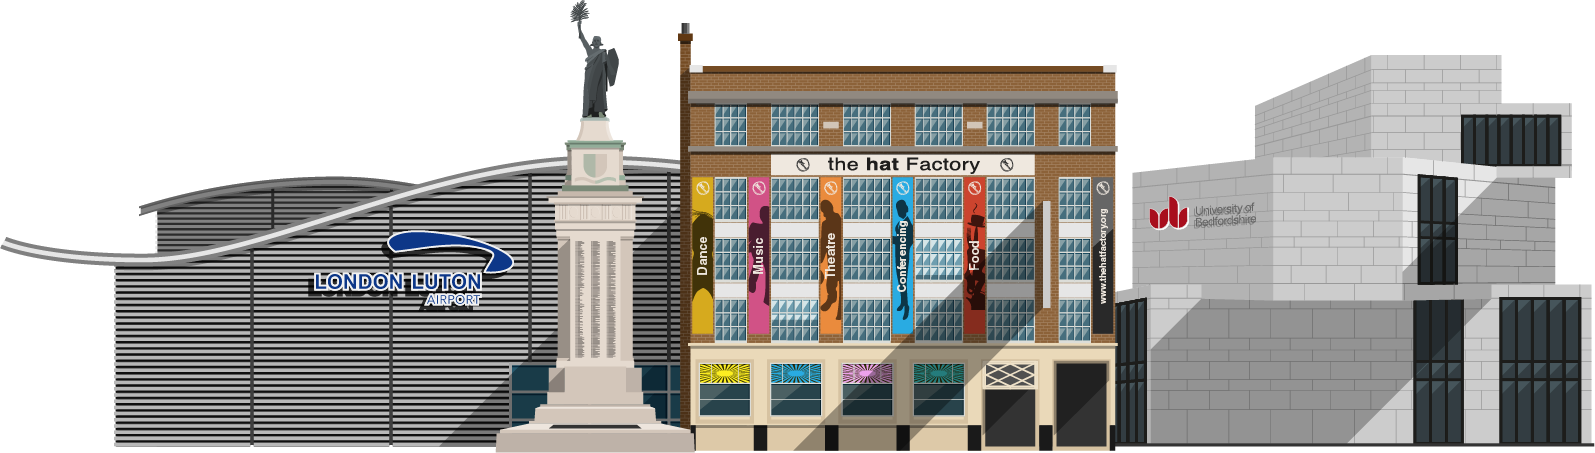 LONDON LUTON
AIRPORT
the hat Factory
Dance
Music
Theatre
Conferencing
Food
www.thehatfactory.org
University of
Bedfordshire